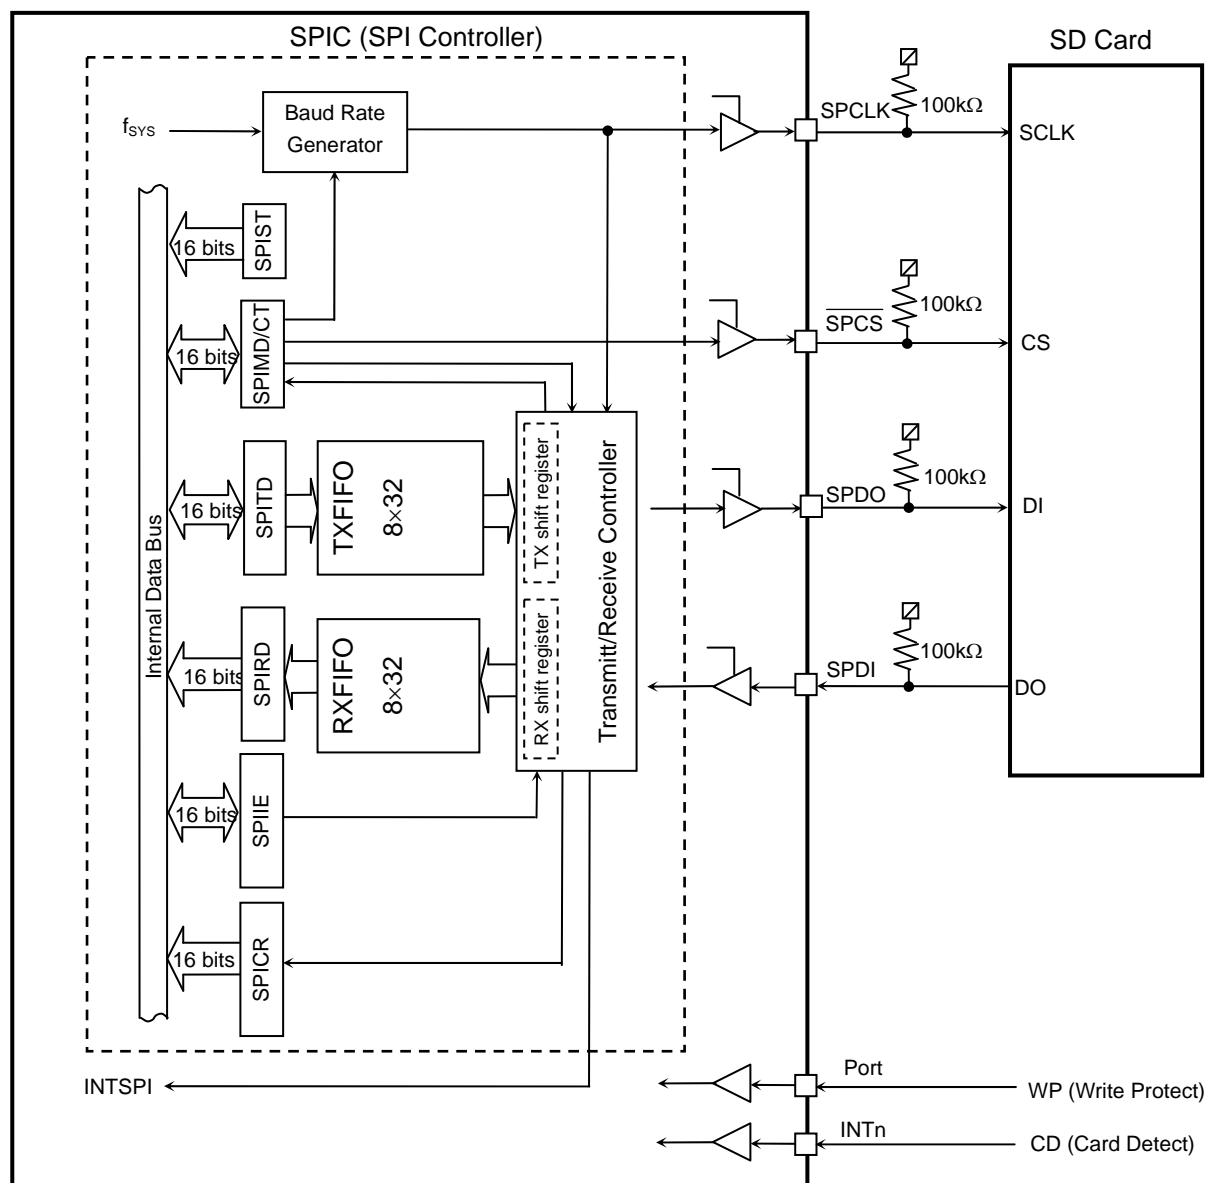 SPIC (SPI Controller)
SD Card
f_SYS
Baud Rate
Generator
SPCLK
100kΩ
SCLK
16 bits
SPIST
SPCS
100kΩ
CS
16 bits
SPIMD/CT
Internal Data Bus
16 bits
SPITD
TXFIFO
8×32
TX shift register
Transmitt/Receive Controller
SPDO
100kΩ
DI
16 bits
SPIRD
RXFIFO
8×32
RX shift register
SPDI
100kΩ
DO
16 bits
SPIIE
16 bits
SPICR
INTSPI
Port
WP (Write Protect)
INTn
CD (Card Detect)